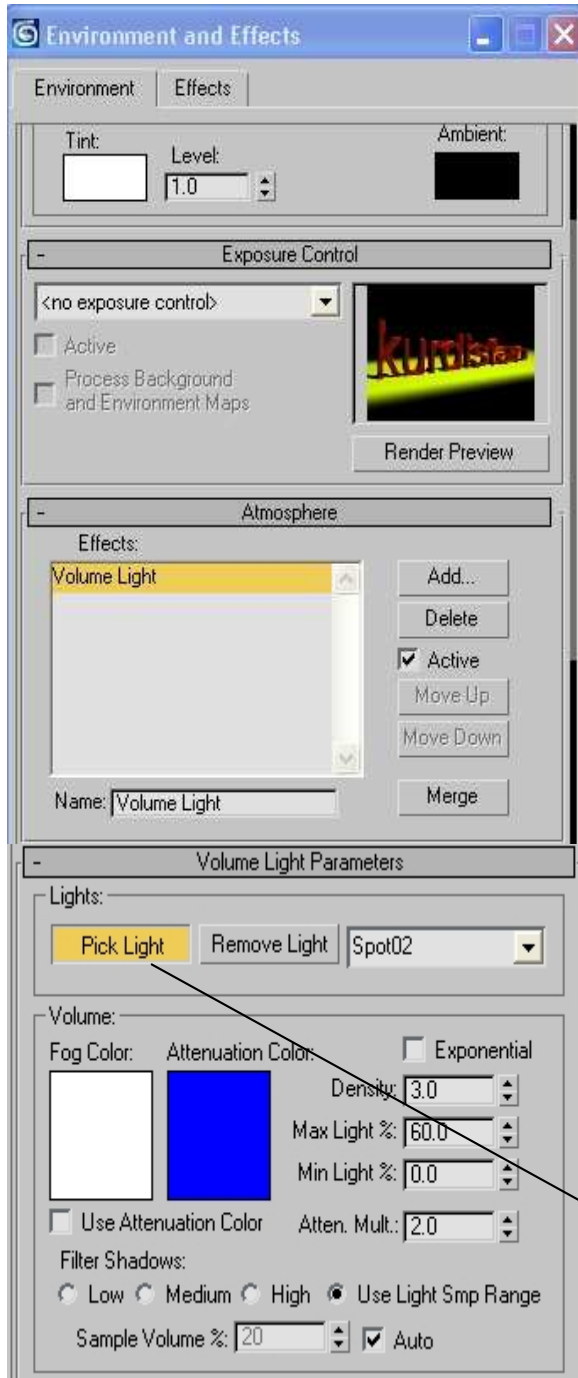 Environment and Effects
Environment Effects
Tint: Level: Ambient:
1.0
- Exposure Control
<no exposure control>
Active
Process Background
and Environment Maps
kurdistan
Render Preview
- Atmosphere
Effects:
Volume Light
Add...
Delete
Active
Move Up
Move Down
Name: Volume Light
Merge
- Volume Light Parameters
Lights:
Pick Light Remove Light Spot02
Volume:
Fog Color: Attenuation Color: Exponential
Density: 3.0
Max Light %: 60.0
Min Light %: 0.0
Use Attenuation Color Atten. Mult.: 2.0
Filter Shadows:
Low Medium High Use Light Smp Range
Sample Volume %: 20 Auto